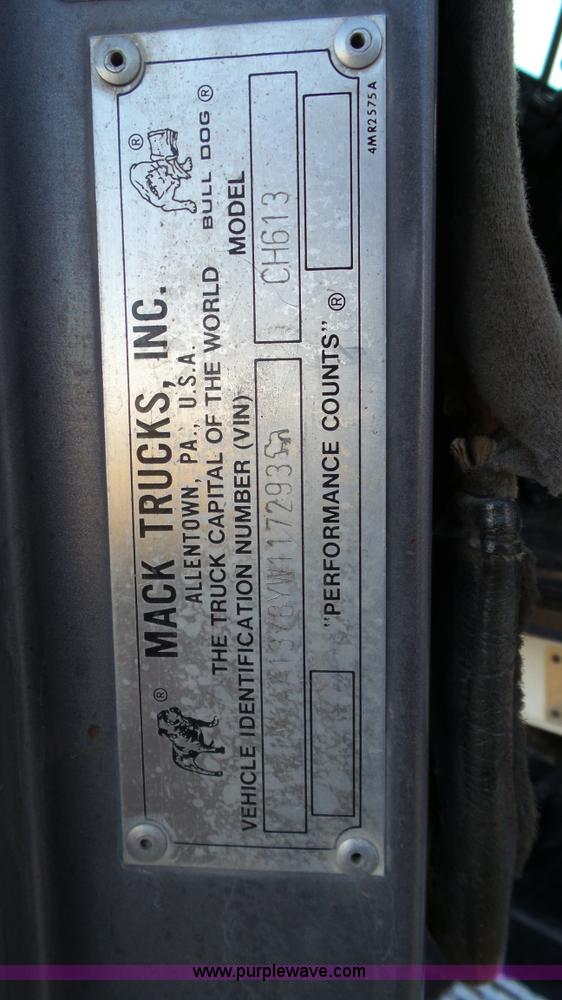 MACK TRUCKS, INC.
ALLENTOWN, PA., U.S.A.
THE TRUCK CAPITAL OF THE WORLD
BULL DOG ®
VEHICLE IDENTIFICATION NUMBER (VIN)
MODEL
CH613
"PERFORMANCE COUNTS" ®
4MR2575A
www.purplewave.com